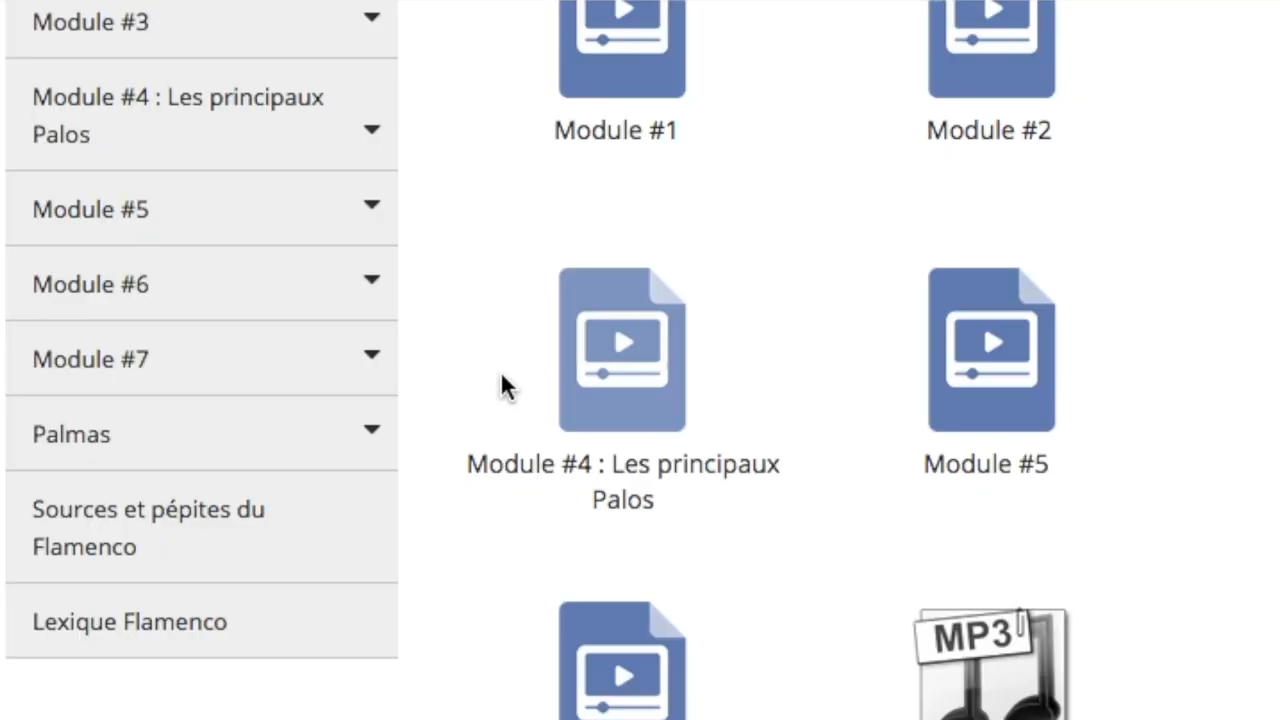 Module #3
Module #4 : Les principaux
Palos
Module #5
Module #6
Module #7
Palmas
Sources et pépites du
Flamenco
Lexique Flamenco
Module #1
Module #2
Module #4 : Les principaux
Palos
Module #5
MP3